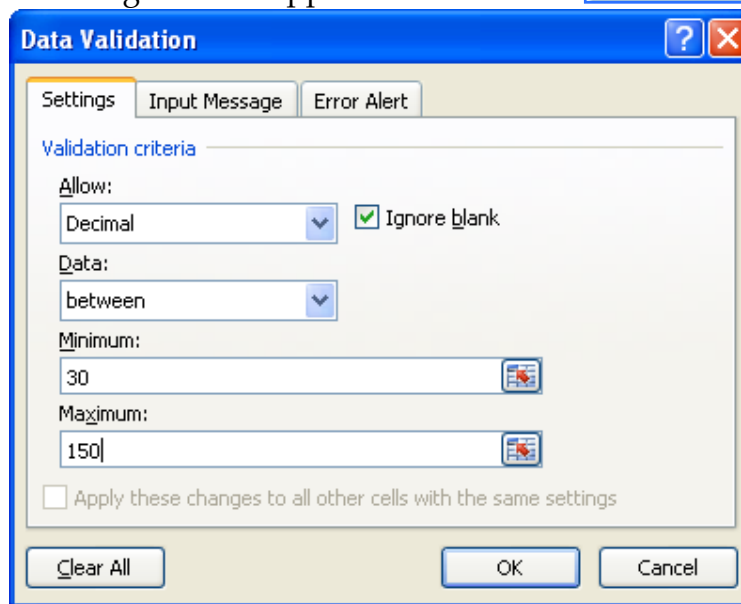 Data Validation
Settings Input Message Error Alert
Validation criteria
Allow:
Decimal Ignore blank
Data:
between
Minimum:
30
Maximum:
150
Apply these changes to all other cells with the same settings
Clear All OK Cancel